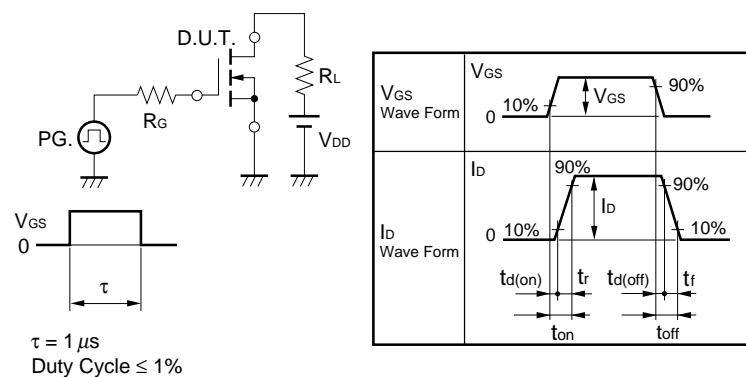 D.U.T.
RL
RG
PG.
VDD
VGS
0
τ
τ = 1 µs
Duty Cycle ≤ 1%
VGS
Wave Form
VGS
10%
0
VGS
90%
ID
Wave Form
ID
90%
90%
ID
0
10%
10%
td(on)
tr
td(off)
tf
ton
toff